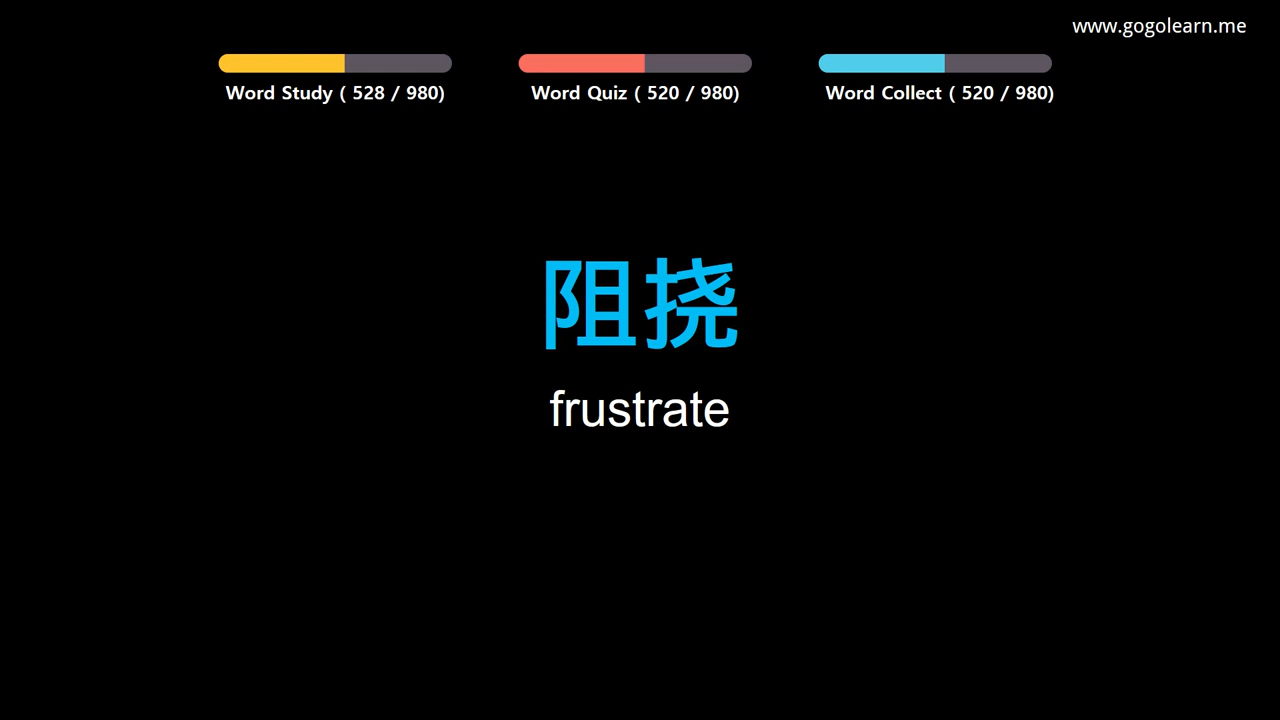 www.gogolearn.me
Word Study ( 528 / 980)
Word Quiz ( 520 / 980)
Word Collect ( 520 / 980)
阻挠
frustrate